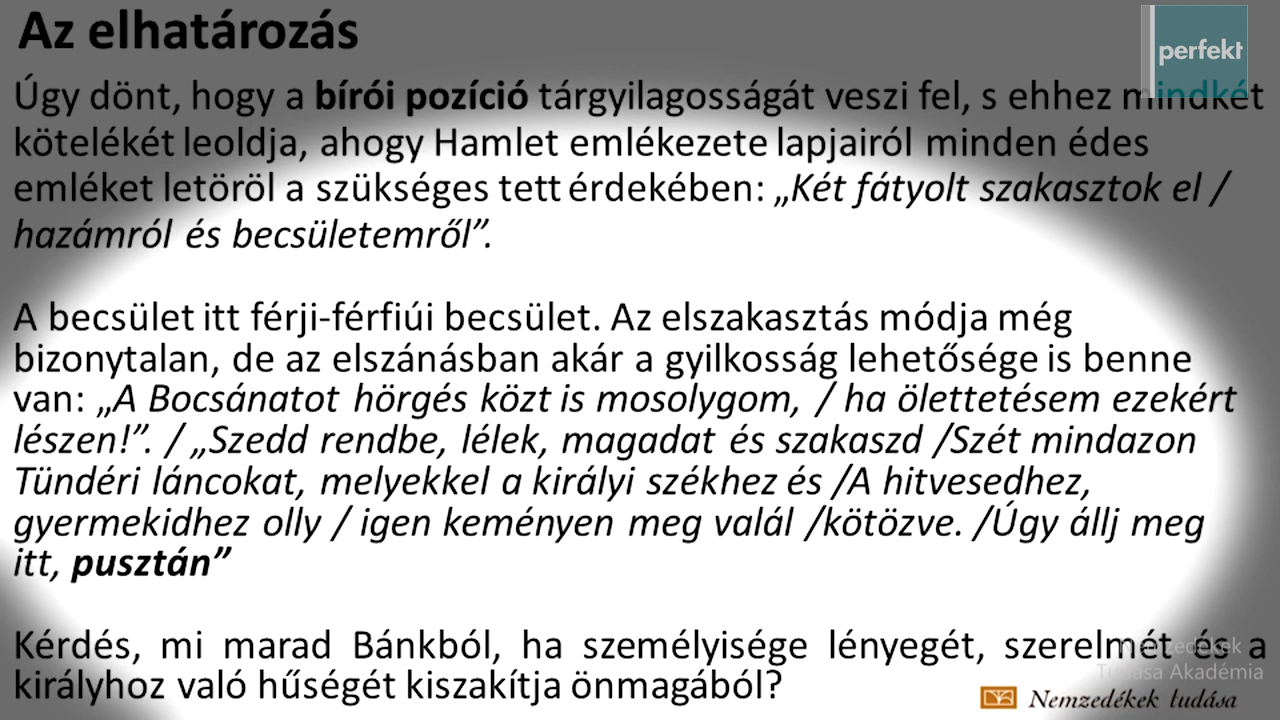 Az elhatározás
perfekt
Úgy dönt, hogy a bírói pozíció tárgyilagosságát veszi fel, s ehhez mindkét
kötelékét leoldja, ahogy Hamlet emlékezete lapjairól minden édes
emléket letöröl a szükséges tett érdekében: „Két fátyolt szakasztok el /
hazámról és becsületemről”.
A becsület itt férji-férfiúi becsület. Az elszakasztás módja még
bizonytalan, de az elszánásban akár a gyilkosság lehetősége is benne
van: „A Bocsánatot hörgés közt is mosolygom, / ha ölettetésem ezekért
lészen!”. / „Szedd rendbe, lélek, magadat és szakaszd /Szét mindazon
Tündéri láncokat, melyekkel a királyi székhez és /A hitvesedhez,
gyermekidhez olly / igen keményen meg valál /kötözve. /Úgy állj meg
itt, pusztán”
Kérdés, mi marad Bánkból, ha személyisége lényegét, szerelmét és a
királyhoz való hűségét kiszakítja önmagából?
Nemzedékek
Tudása Akadémia
Nemzedékek tudása